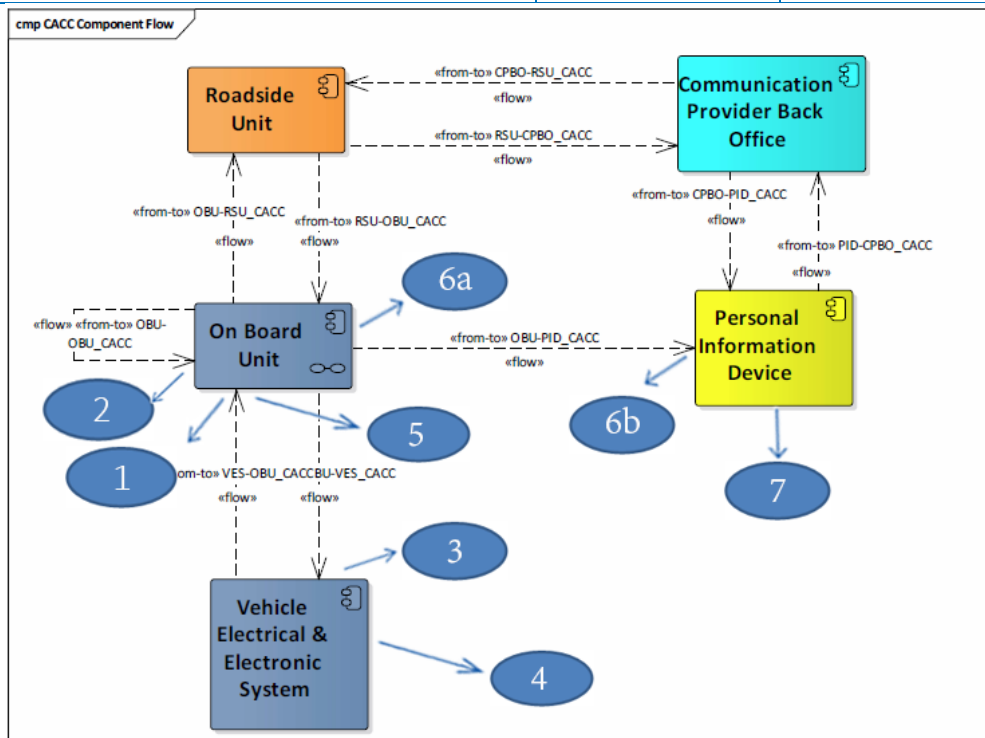 cmp CACC Component Flow
«from-to» CPBO-RSU_CACC
«flow»
Roadside
Unit
Communication
Provider Back
Office
«from-to» RSU-CPBO_CACC
«flow»
«from-to» CPBO-PID_CACC
«flow»
«from-to» OBU-RSU_CACC
«flow»
«from-to» RSU-OBU_CACC
«flow»
«from-to» PID-CPBO_CACC
«flow»
6a
On Board
Unit
«flow» «from-to» OBU-
OBU_CACC
«from-to» OBU-PID_CACC
«flow»
Personal
Information
Device
2
1
5
6b
7
om-to» VES-OBU_CACC
BU-VES_CACC
«flow»
«flow»
3
Vehicle
Electrical &
Electronic
System
4